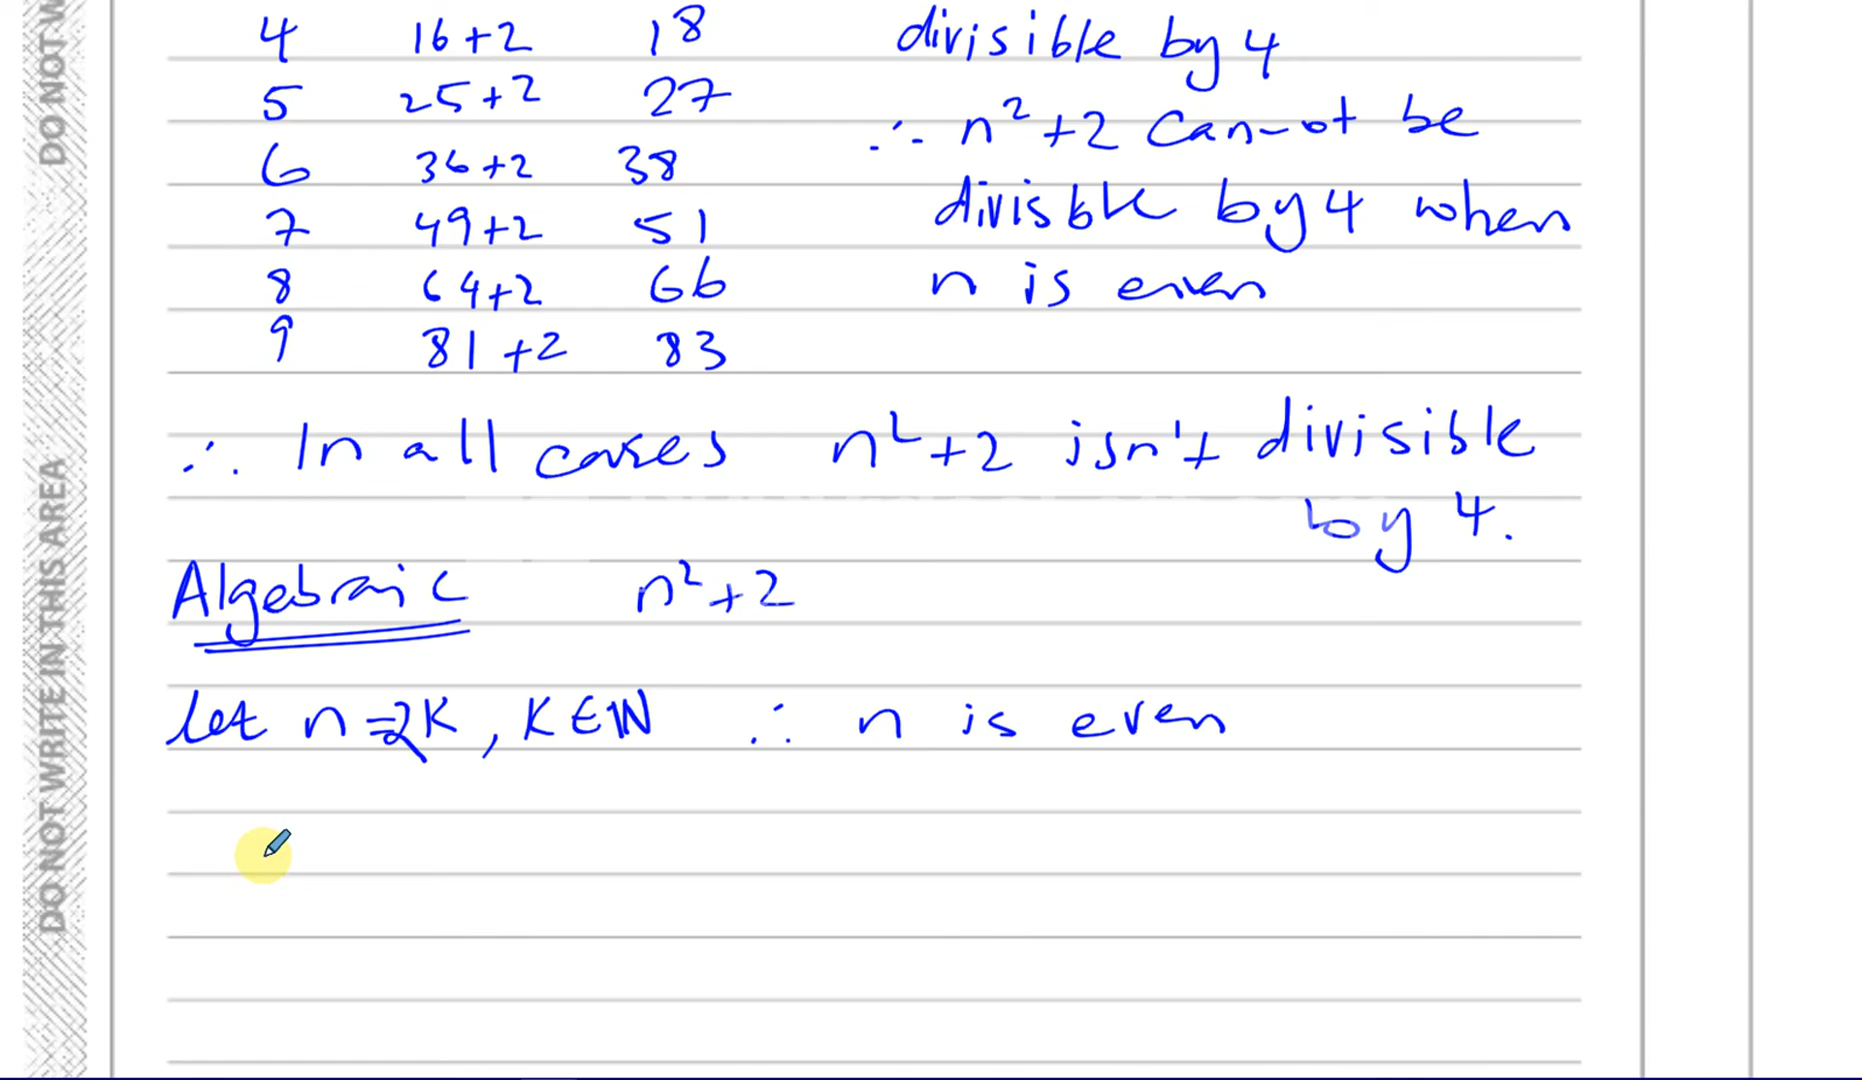 4 16+2 18 divisible by 4
5 25+2 27
∴ n²+2 cannot be
6 36+2 38
divisble by 4 when
7 49+2 51
8 64+2 66 n is even
9 81+2 83
∴ In all cases n²+2 isn't divisible
by 4.
Algebraic n²+2
let n=2K, K∈ℕ ∴ n is even
DO NOT W
DO NOT WRITE IN THIS AREA